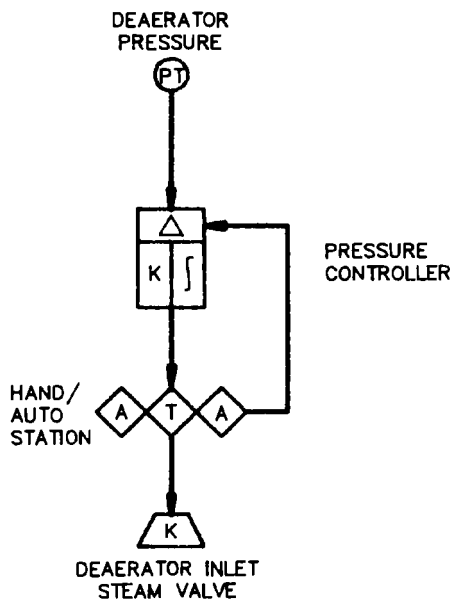 DEAERATOR
PRESSURE
PT
△
K ∫
PRESSURE
CONTROLLER
HAND/
AUTO
STATION
A T A
K
DEAERATOR INLET
STEAM VALVE